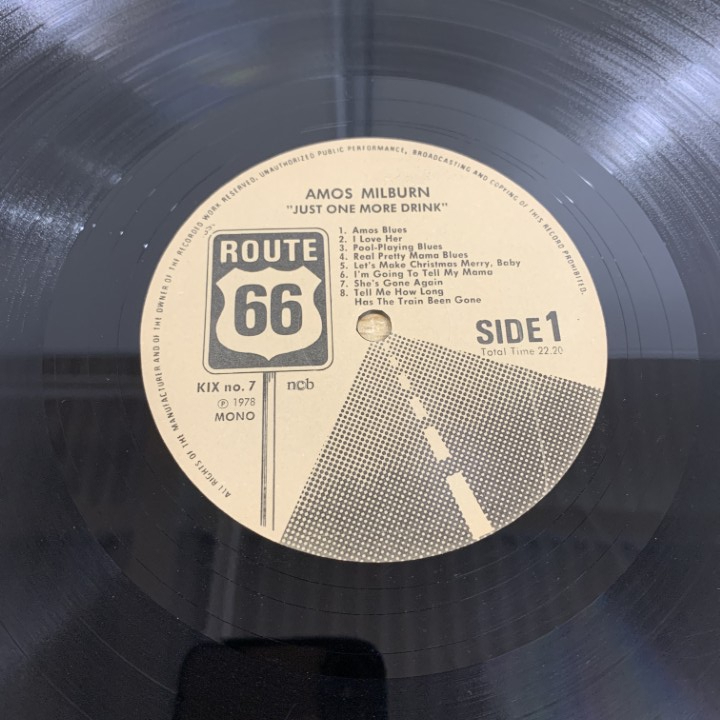 ALL RIGHTS OF THE MANUFACTURER AND OF THE OWNER OF THE RECORDED WORK RESERVED. UNAUTHORIZED PUBLIC PERFORMANCE, BROADCASTING AND COPYING OF THIS RECORD PROHIBITED.
AMOS MILBURN
"JUST ONE MORE DRINK"
1. Amos Blues
2. I Love Her
3. Pool-Playing Blues
4. Real Pretty Mama Blues
5. Let's Make Christmas Merry, Baby
6. I'm Going To Tell My Mama
7. She's Gone Again
8. Tell Me How Long
Has The Train Been Gone
ROUTE
66
SIDE 1
Total Time 22.20
KIX no. 7 ncb
℗ 1978
MONO